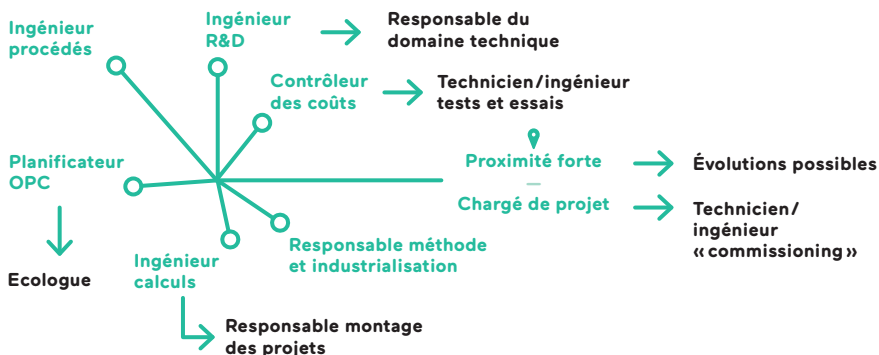 Ingénieur
procédés
Ingénieur
R&D
Responsable du
domaine technique
Contrôleur
des coûts
Technicien/ingénieur
tests et essais
Planificateur
OPC
Proximité forte
Évolutions possibles
Chargé de projet
Technicien/
ingénieur
« commissioning »
Responsable méthode
et industrialisation
Ingénieur
calculs
Ecologue
Responsable montage
des projets